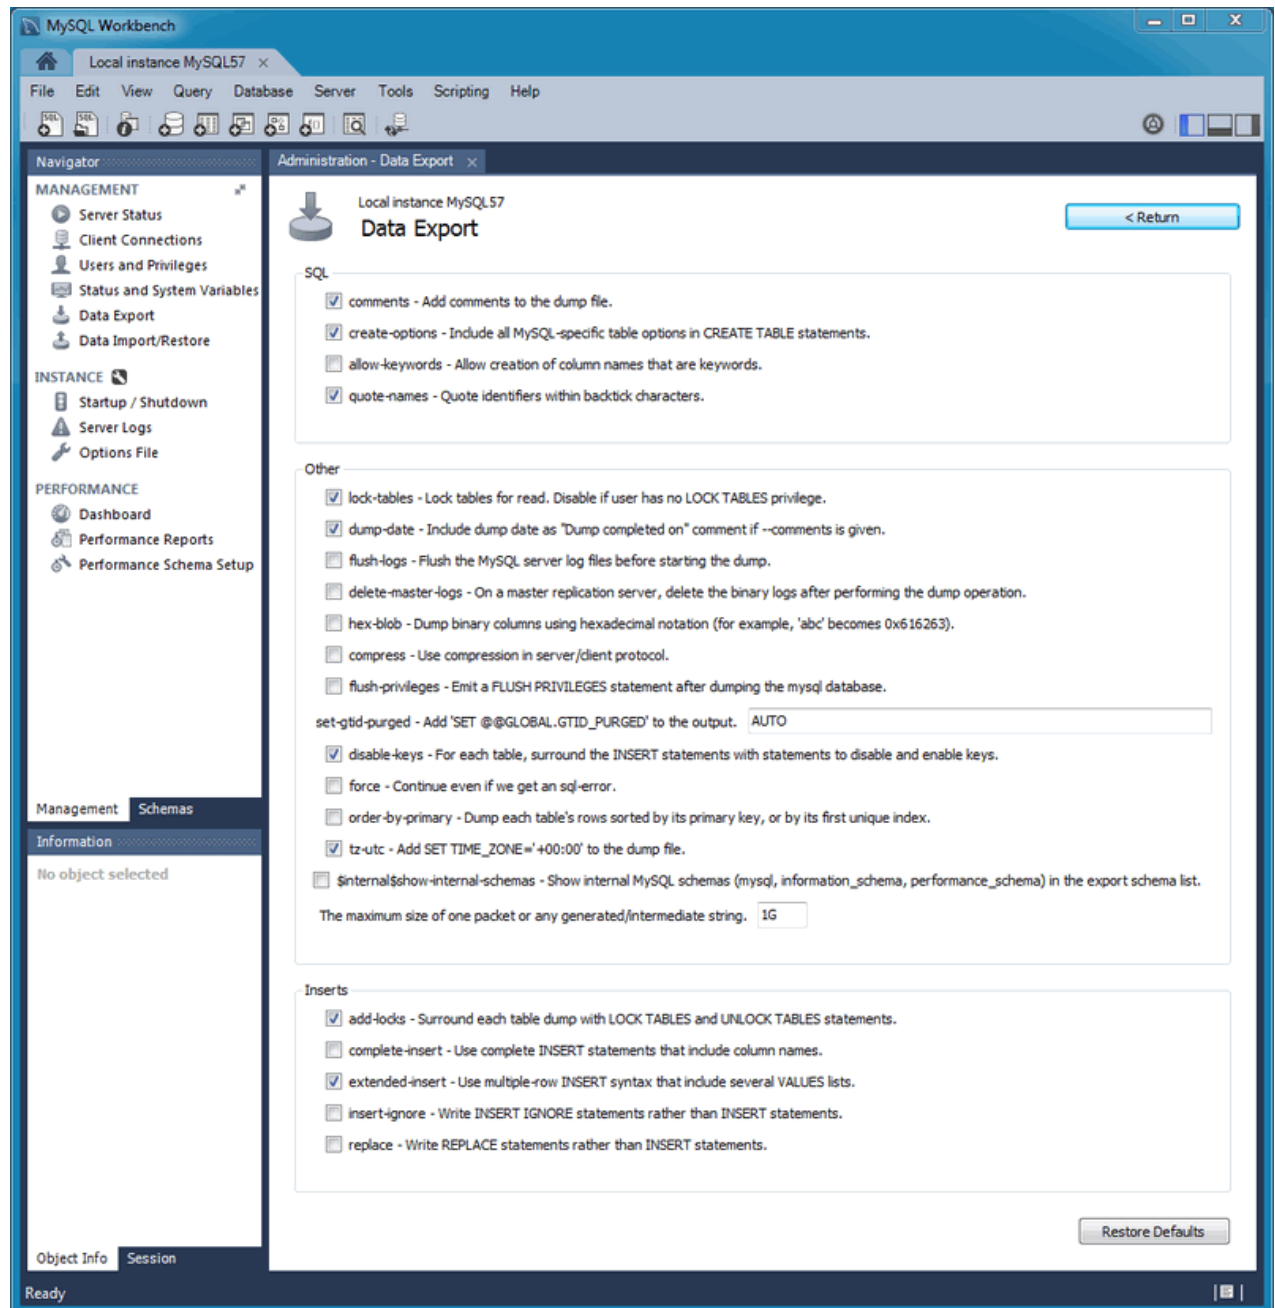 MySQL Workbench
Local instance MySQL57
File Edit View Query Database Server Tools Scripting Help
Navigator
MANAGEMENT
Server Status
Client Connections
Users and Privileges
Status and System Variables
Data Export
Data Import/Restore
INSTANCE
Startup / Shutdown
Server Logs
Options File
PERFORMANCE
Dashboard
Performance Reports
Performance Schema Setup
Management Schemas
Information
No object selected
Object Info Session
Ready
Administration - Data Export
Local instance MySQL57
Data Export
< Return
SQL
comments - Add comments to the dump file.
create-options - Include all MySQL-specific table options in CREATE TABLE statements.
allow-keywords - Allow creation of column names that are keywords.
quote-names - Quote identifiers within backtick characters.
Other
lock-tables - Lock tables for read. Disable if user has no LOCK TABLES privilege.
dump-date - Include dump date as "Dump completed on" comment if --comments is given.
flush-logs - Flush the MySQL server log files before starting the dump.
delete-master-logs - On a master replication server, delete the binary logs after performing the dump operation.
hex-blob - Dump binary columns using hexadecimal notation (for example, 'abc' becomes 0x616263).
compress - Use compression in server/client protocol.
flush-privileges - Emit a FLUSH PRIVILEGES statement after dumping the mysql database.
set-gtid-purged - Add 'SET @@GLOBAL.GTID_PURGED' to the output. AUTO
disable-keys - For each table, surround the INSERT statements with statements to disable and enable keys.
force - Continue even if we get an sql-error.
order-by-primary - Dump each table's rows sorted by its primary key, or by its first unique index.
tz-utc - Add SET TIME_ZONE='+00:00' to the dump file.
$internal$show-internal-schemas - Show internal MySQL schemas (mysql, information_schema, performance_schema) in the export schema list.
The maximum size of one packet or any generated/intermediate string. 1G
Inserts
add-locks - Surround each table dump with LOCK TABLES and UNLOCK TABLES statements.
complete-insert - Use complete INSERT statements that include column names.
extended-insert - Use multiple-row INSERT syntax that include several VALUES lists.
insert-ignore - Write INSERT IGNORE statements rather than INSERT statements.
replace - Write REPLACE statements rather than INSERT statements.
Restore Defaults